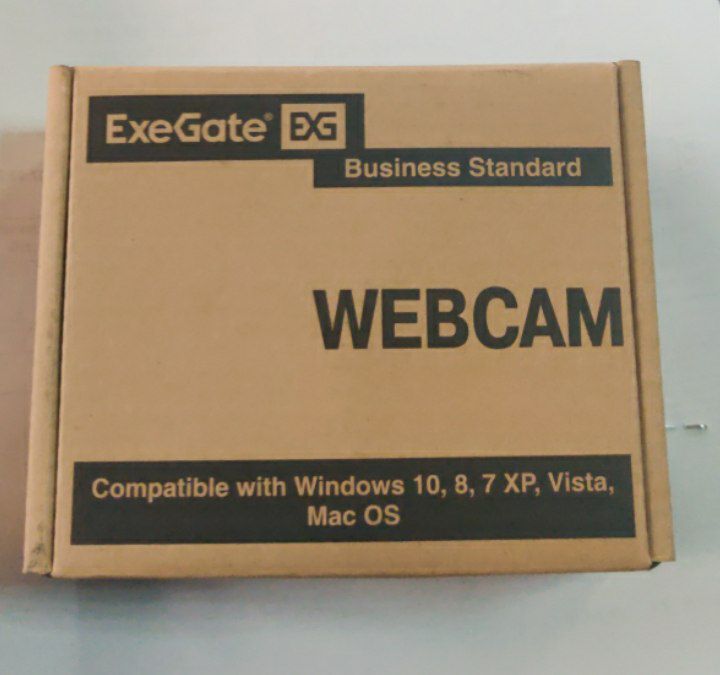 ExeGate® EXG
Business Standard
WEBCAM
Compatible with Windows 10, 8, 7 XP, Vista,
Mac OS